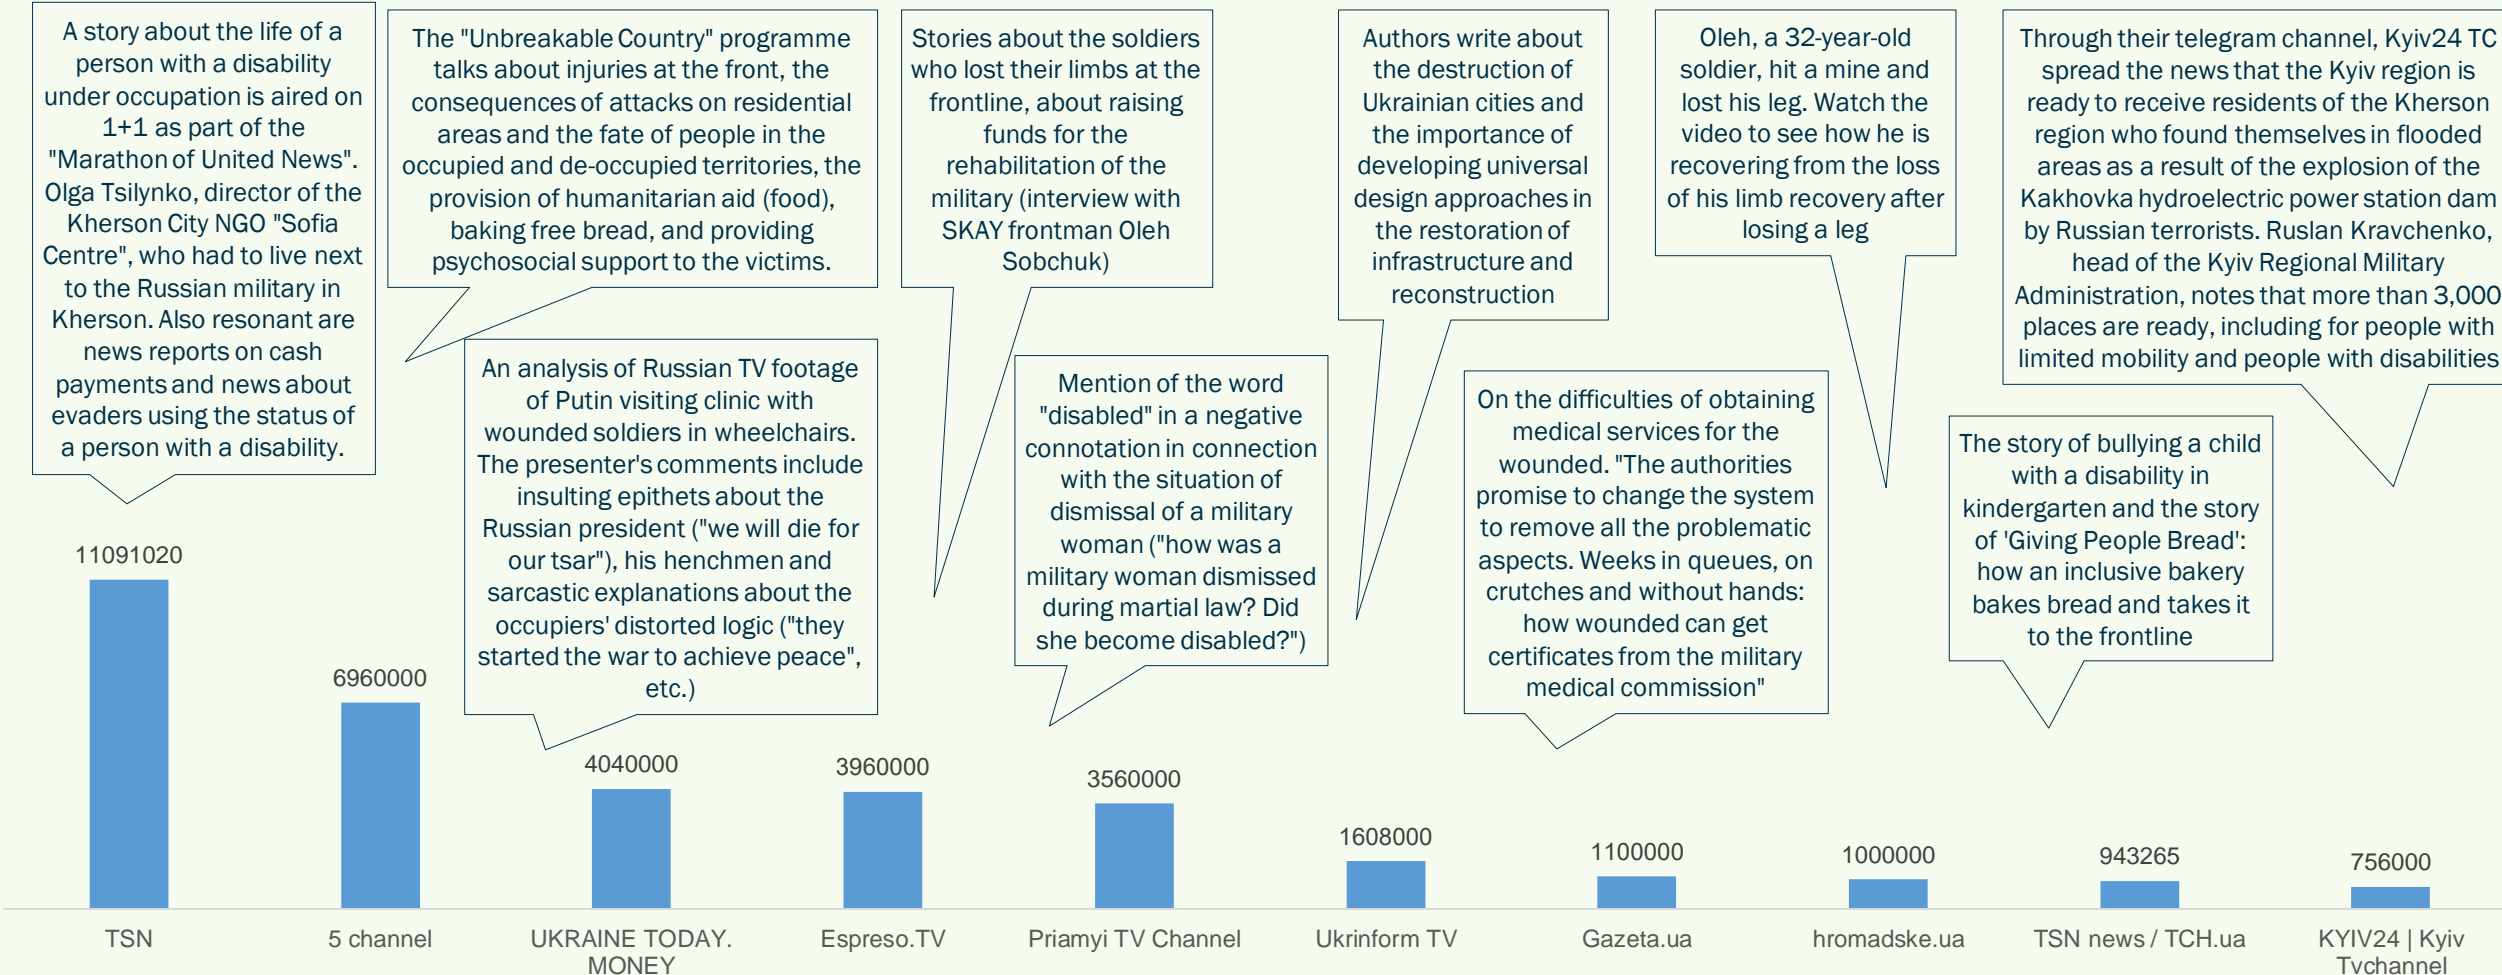 A story about the life of a
person with a disability
under occupation is aired on
1+1 as part of the
"Marathon of United News".
Olga Tsilynko, director of the
Kherson City NGO "Sofia
Centre", who had to live next
to the Russian military in
Kherson. Also resonant are
news reports on cash
payments and news about
evaders using the status of
a person with a disability.
The "Unbreakable Country" programme
talks about injuries at the front, the
consequences of attacks on residential
areas and the fate of people in the
occupied and de-occupied territories, the
provision of humanitarian aid (food),
baking free bread, and providing
psychosocial support to the victims.
Stories about the soldiers
who lost their limbs at the
frontline, about raising
funds for the
rehabilitation of the
military (interview with
SKAY frontman Oleh
Sobchuk)
Authors write about
the destruction of
Ukrainian cities and
the importance of
developing universal
design approaches in
the restoration of
infrastructure and
reconstruction
Oleh, a 32-year-old
soldier, hit a mine and
lost his leg. Watch the
video to see how he is
recovering from the loss
of his limb recovery after
losing a leg
Through their telegram channel, Kyiv24 TC
spread the news that the Kyiv region is
ready to receive residents of the Kherson
region who found themselves in flooded
areas as a result of the explosion of the
Kakhovka hydroelectric power station dam
by Russian terrorists. Ruslan Kravchenko,
head of the Kyiv Regional Military
Administration, notes that more than 3,000
places are ready, including for people with
limited mobility and people with disabilities
An analysis of Russian TV footage
of Putin visiting clinic with
wounded soldiers in wheelchairs.
The presenter's comments include
insulting epithets about the
Russian president ("we will die for
our tsar"), his henchmen and
sarcastic explanations about the
occupiers' distorted logic ("they
started the war to achieve peace",
etc.)
Mention of the word
"disabled" in a negative
connotation in connection
with the situation of
dismissal of a military
woman ("how was a
military woman dismissed
during martial law? Did
she become disabled?")
On the difficulties of obtaining
medical services for the
wounded. "The authorities
promise to change the system
to remove all the problematic
aspects. Weeks in queues, on
crutches and without hands:
how wounded can get
certificates from the military
medical commission"
The story of bullying a child
with a disability in
kindergarten and the story
of 'Giving People Bread':
how an inclusive bakery
bakes bread and takes it
to the frontline
11091020
6960000
4040000
3960000
3560000
1608000
1100000
1000000
943265
756000
TSN
5 channel
UKRAINE TODAY.
MONEY
Espreso.TV
Priamyi TV Channel
Ukrinform TV
Gazeta.ua
hromadske.ua
TSN news / TCH.ua
KYIV24 | Kyiv
Tvchannel